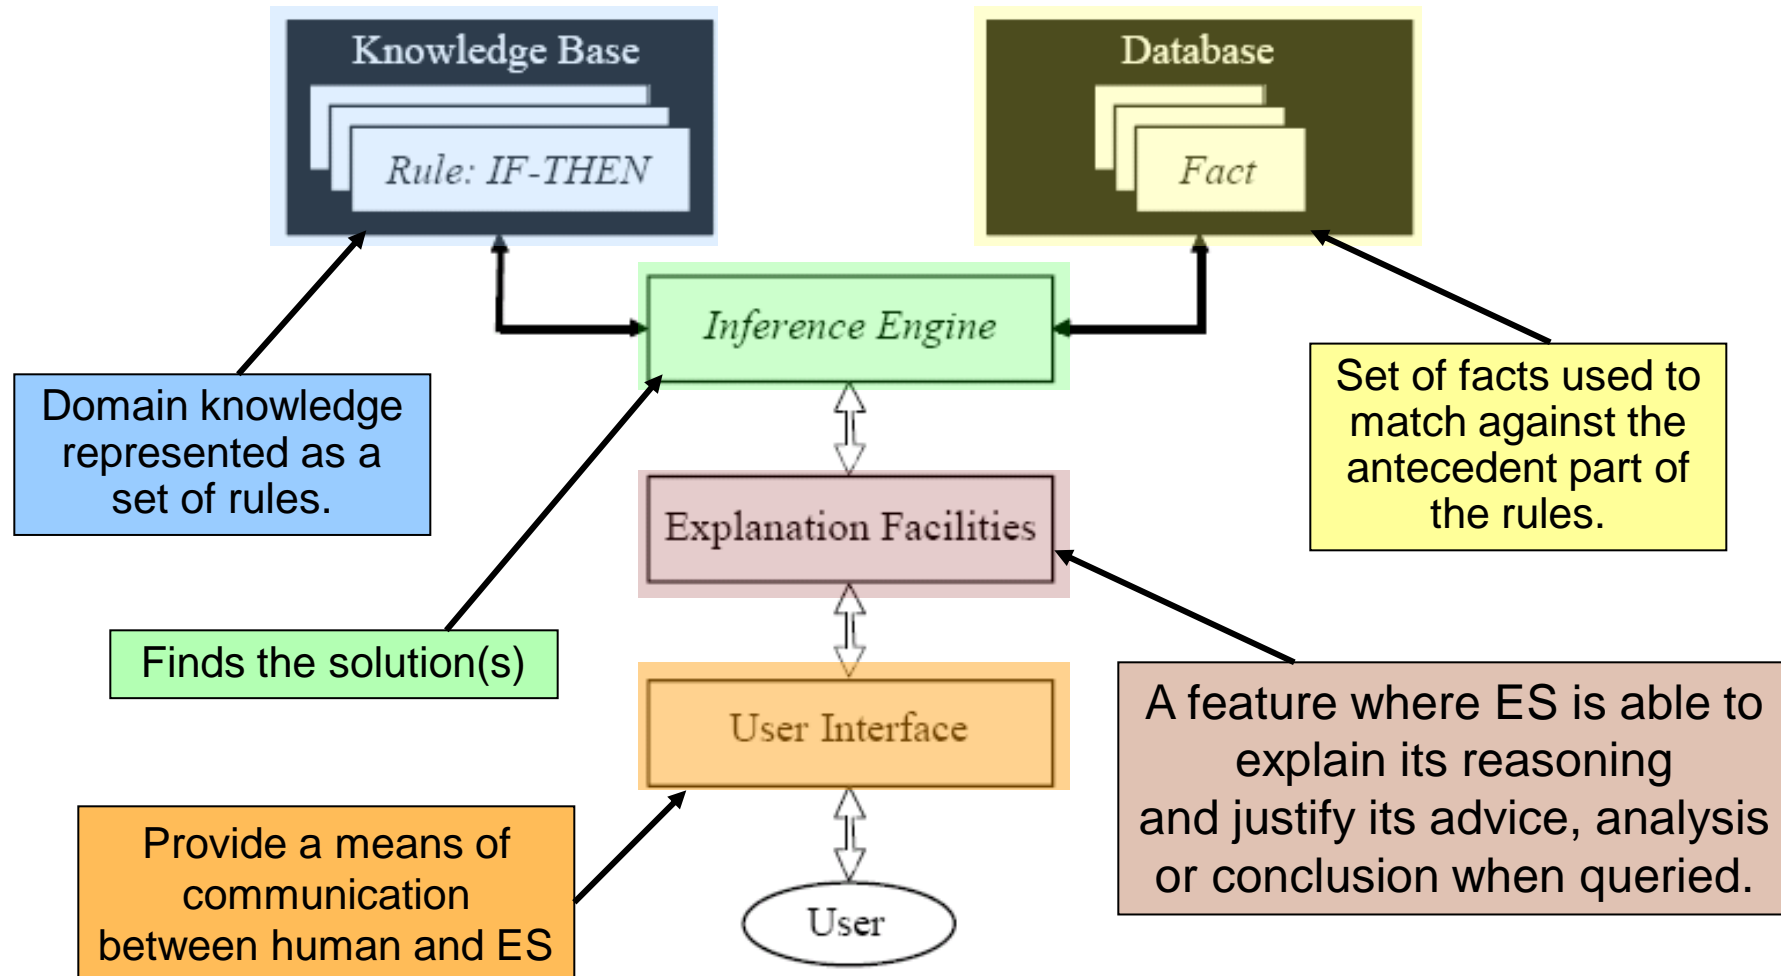 Knowledge Base
Rule: IF-THEN
Database
Fact
Inference Engine
Domain knowledge
represented as a
set of rules.
Set of facts used to
match against the
antecedent part of
the rules.
Explanation Facilities
Finds the solution(s)
User Interface
A feature where ES is able to
explain its reasoning
and justify its advice, analysis
or conclusion when queried.
Provide a means of
communication
between human and ES
User